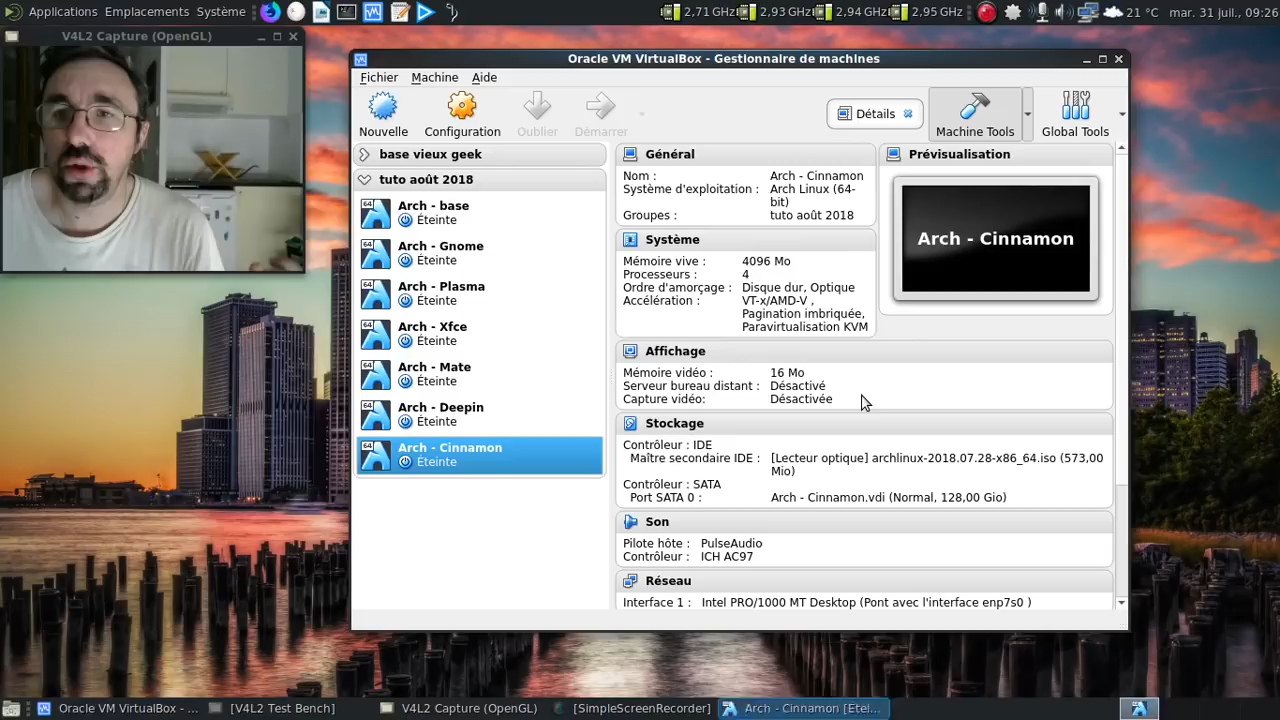 Applications Emplacements Système
2,71 GHz 2,93 GHz 2,94 GHz 2,95 GHz 21 °C mar. 31 juil., 09:26
V4L2 Capture (OpenGL)
Oracle VM VirtualBox - Gestionnaire de machines
Fichier Machine Aide
Nouvelle Configuration Oublier Démarrer Détails Machine Tools Global Tools
base vieux geek
tuto août 2018
64 Arch - base
Éteinte
64 Arch - Gnome
Éteinte
64 Arch - Plasma
Éteinte
64 Arch - Xfce
Éteinte
64 Arch - Mate
Éteinte
64 Arch - Deepin
Éteinte
64 Arch - Cinnamon
Éteinte
Général
Nom : Arch - Cinnamon
Système d'exploitation : Arch Linux (64-
bit)
Groupes : tuto août 2018
Système
Mémoire vive : 4096 Mo
Processeurs : 4
Ordre d'amorçage : Disque dur, Optique
Accélération : VT-x/AMD-V ,
Pagination imbriquée,
Paravirtualisation KVM
Prévisualisation
Arch - Cinnamon
Affichage
Mémoire vidéo : 16 Mo
Serveur bureau distant : Désactivé
Capture vidéo: Désactivée
Stockage
Contrôleur : IDE
Maître secondaire IDE : [Lecteur optique] archlinux-2018.07.28-x86_64.iso (573,00
Mio)
Contrôleur : SATA
Port SATA 0 : Arch - Cinnamon.vdi (Normal, 128,00 Gio)
Son
Pilote hôte : PulseAudio
Contrôleur : ICH AC97
Réseau
Interface 1 : Intel PRO/1000 MT Desktop (Pont avec l'interface enp7s0 )
Oracle VM VirtualBox - ... [V4L2 Test Bench] V4L2 Capture (OpenGL) [SimpleScreenRecorder] Arch - Cinnamon [Etei...